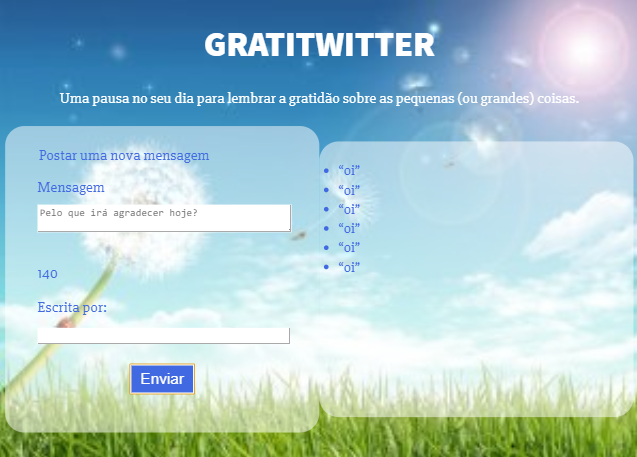 GRATITWITTER
Uma pausa no seu dia para lembrar a gratidão sobre as pequenas (ou grandes) coisas.
Postar uma nova mensagem
Mensagem
Pelo que irá agradecer hoje?
140
Escrita por:
Enviar
“oi”
“oi”
“oi”
“oi”
“oi”
“oi”